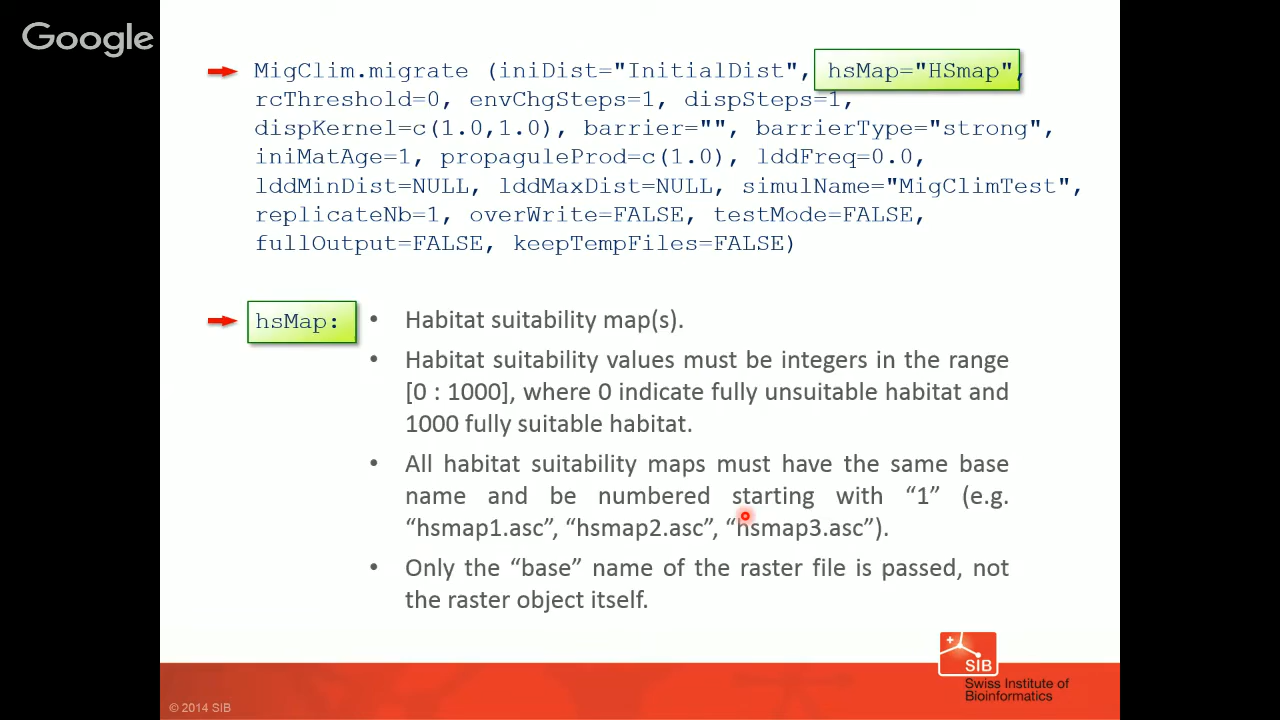 Google
MigClim.migrate (iniDist="InitialDist", hsMap="HSmap",
rcThreshold=0, envChgSteps=1, dispSteps=1,
dispKernel=c(1.0,1.0), barrier="", barrierType="strong",
iniMatAge=1, propaguleProd=c(1.0), lddFreq=0.0,
lddMinDist=NULL, lddMaxDist=NULL, simulName="MigClimTest",
replicateNb=1, overWrite=FALSE, testMode=FALSE,
fullOutput=FALSE, keepTempFiles=FALSE)
hsMap:
• Habitat suitability map(s).
• Habitat suitability values must be integers in the range
[0 : 1000], where 0 indicate fully unsuitable habitat and
1000 fully suitable habitat.
• All habitat suitability maps must have the same base
name and be numbered starting with “1” (e.g.
“hsmap1.asc”, “hsmap2.asc”, “hsmap3.asc”).
• Only the “base” name of the raster file is passed, not
the raster object itself.
SIB
Swiss Institute of
Bioinformatics
© 2014 SIB